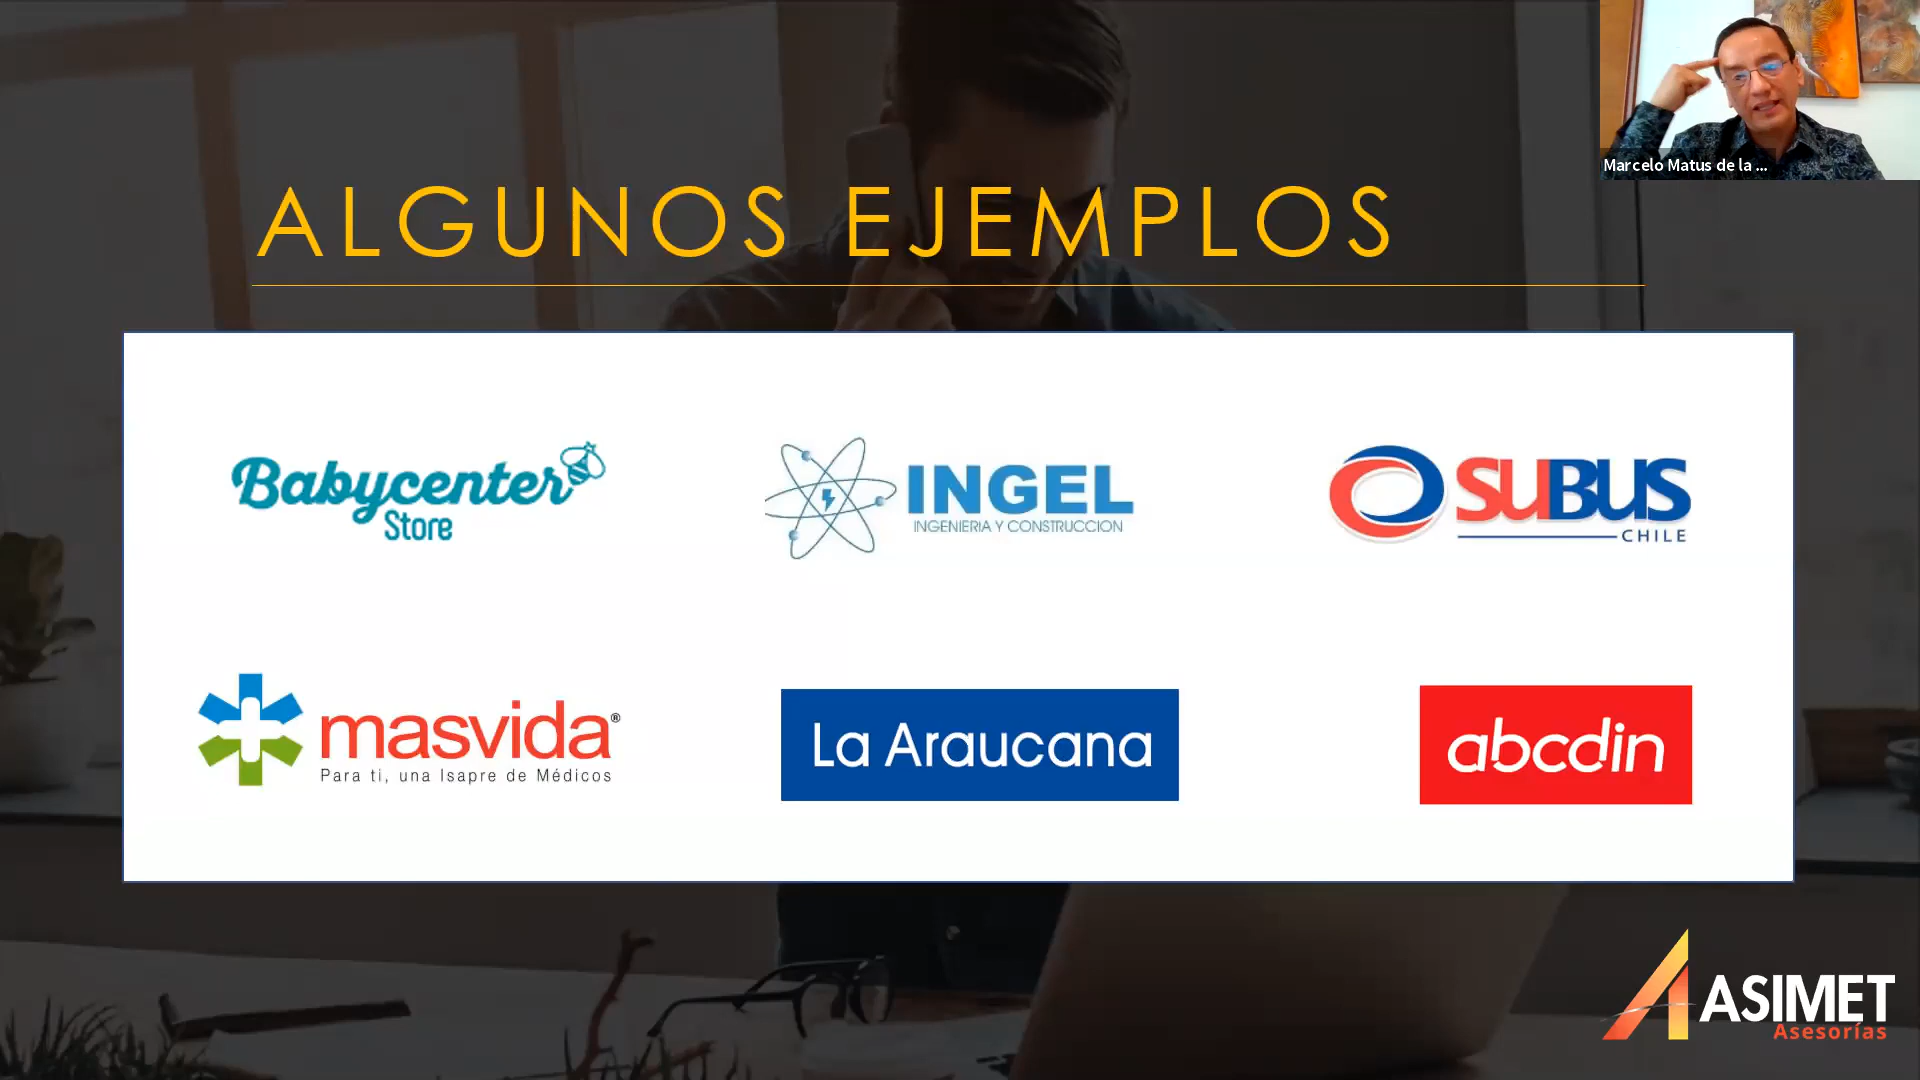 Marcelo Matus de la ...
ALGUNOS EJEMPLOS
Babycenter
Store
INGEL
INGENIERIA Y CONSTRUCCION
SUBUS
CHILE
masvida®
Para ti, una Isapre de Médicos
La Araucana
abcdin
ASIMET
Asesorías